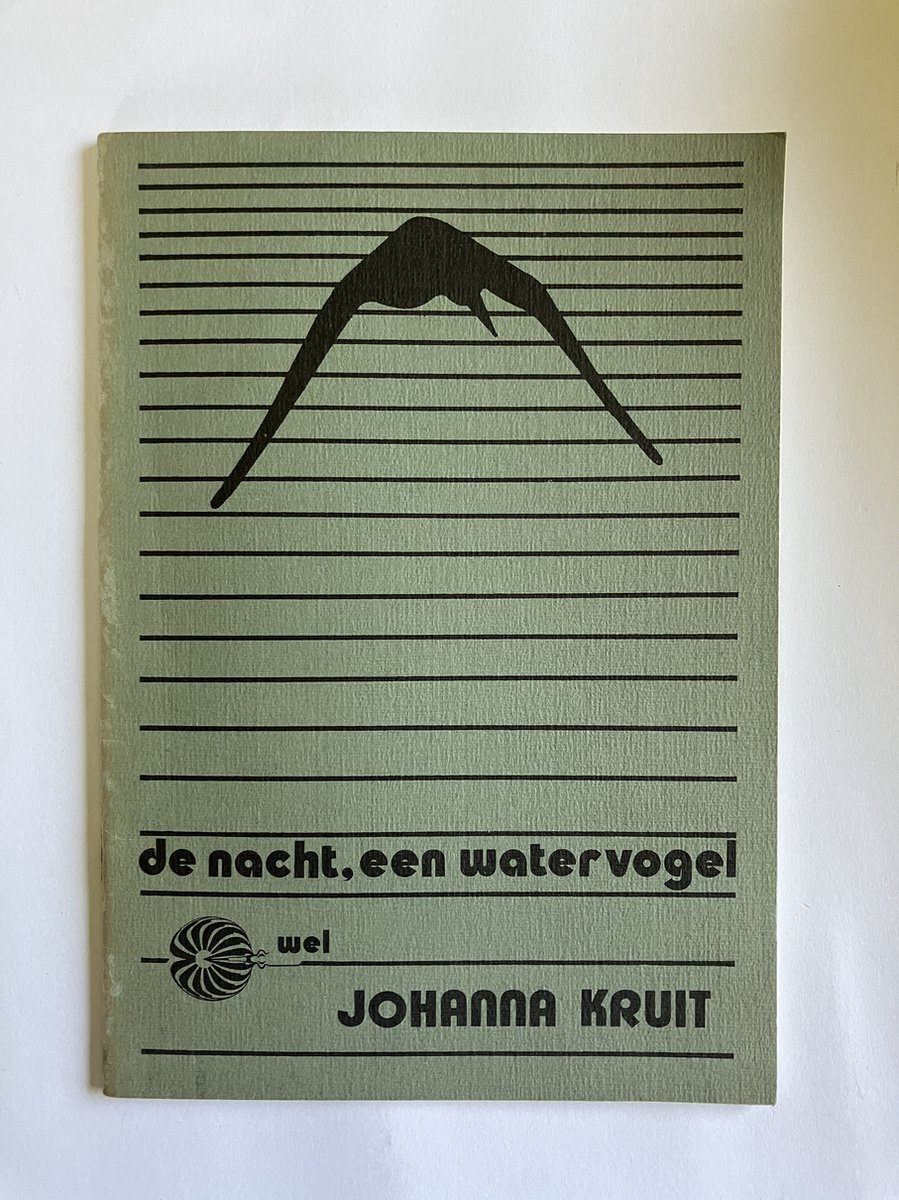 de nacht, een watervogel
wel
JOHANNA KRUIT